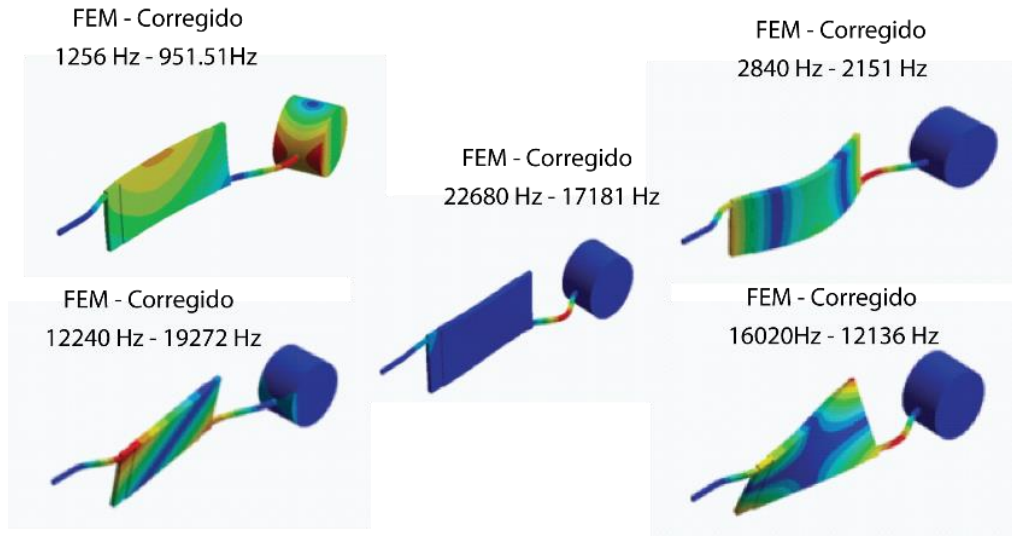 FEM - Corregido
1256 Hz - 951.51Hz
FEM - Corregido
2840 Hz - 2151 Hz
FEM - Corregido
22680 Hz - 17181 Hz
FEM - Corregido
12240 Hz - 19272 Hz
FEM - Corregido
16020Hz - 12136 Hz